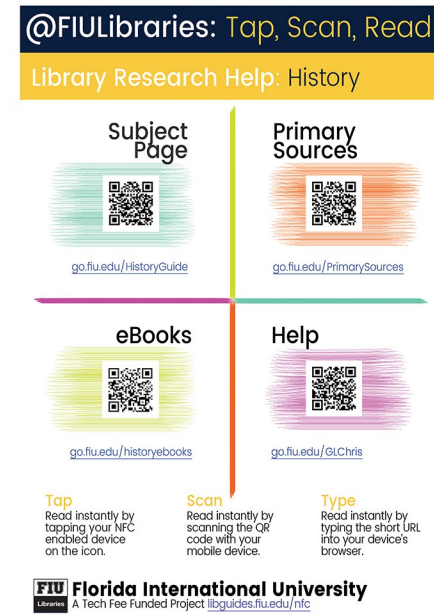 @FIULibraries: Tap, Scan, Read
Library Research Help: History
Subject
Page
go.fiu.edu/HistoryGuide
Primary
Sources
go.fiu.edu/PrimarySources
eBooks
go.fiu.edu/historyebooks
Help
go.fiu.edu/GLChris
Tap
Read instantly by
tapping your NFC
enabled device
on the icon.
Scan
Read instantly by
scanning the QR
code with your
mobile device.
Type
Read instantly by
typing the short URL
into your device's
browser.
FIU
Libraries
Florida International University
A Tech Fee Funded Project libguides.fiu.edu/nfc